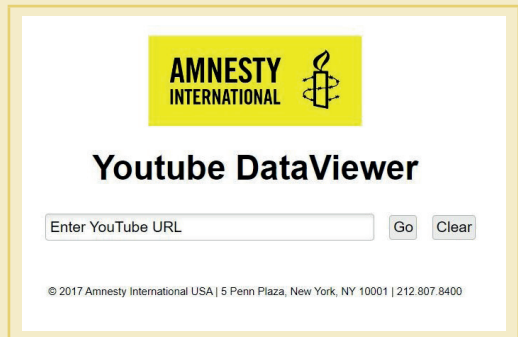 AMNESTY
INTERNATIONAL
Youtube DataViewer
Enter YouTube URL Go Clear
© 2017 Amnesty International USA | 5 Penn Plaza, New York, NY 10001 | 212.807.8400